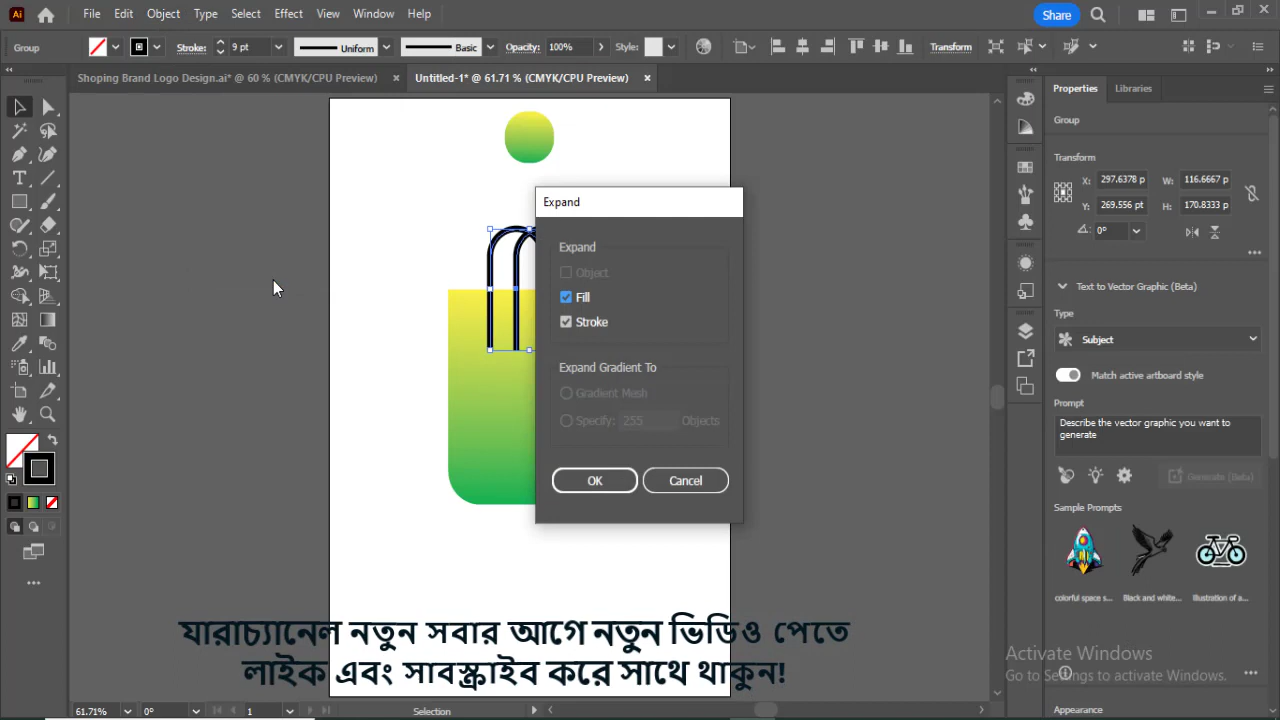 Ai File Edit Object Type Select Effect View Window Help Share
Group Stroke: 9 pt Uniform Basic Opacity: 100% Style: Transform
Shoping Brand Logo Design.ai* @ 60 % (CMYK/CPU Preview) Untitled-1* @ 61.71 % (CMYK/CPU Preview)
Properties Libraries
Group
Transform
X: 297.6378 p W: 116.6667 p
Y: 269.556 pt H: 170.8333 p
0°
Text to Vector Graphic (Beta)
Type
Subject
Match active artboard style
Prompt
Describe the vector graphic you want to
generate
Generate (Beta)
Sample Prompts
colorful space s... Black and white... Illustration of a...
Appearance
Expand
Expand
Object
Fill
Stroke
Expand Gradient To
Gradient Mesh
Specify: 255 Objects
OK Cancel
যারাচ্যানেল নতুন সবার আগে নতুন ভিডিও পেতে
লাইক এবং সাবস্ক্রাইব করে সাথে থাকুন!
Activate Windows
Go to Settings to activate Windows.
61.71% 0° 1 Selection